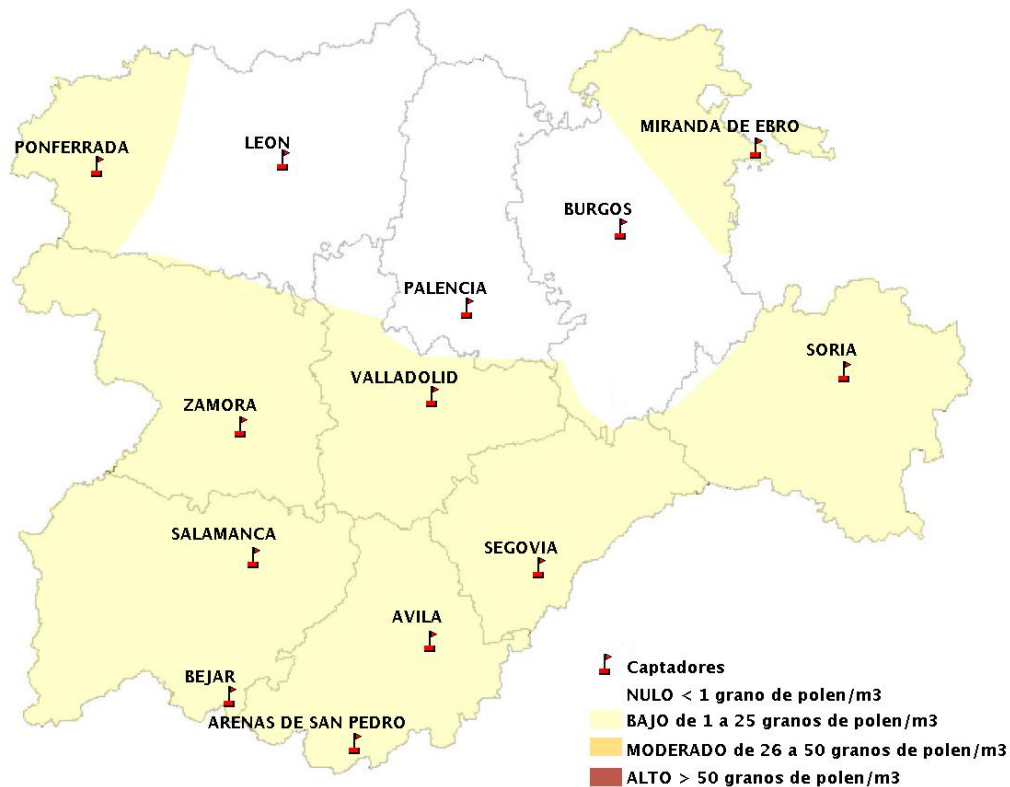 MIRANDA DE EBRO
PONFERRADA
LEON
BURGOS
PALENCIA
SORIA
VALLADOLID
ZAMORA
SALAMANCA
SEGOVIA
AVILA
BEJAR
ARENAS DE SAN PEDRO
Captadores
NULO < 1 grano de polen/m3
BAJO de 1 a 25 granos de polen/m3
MODERADO de 26 a 50 granos de polen/m3
ALTO > 50 granos de polen/m3